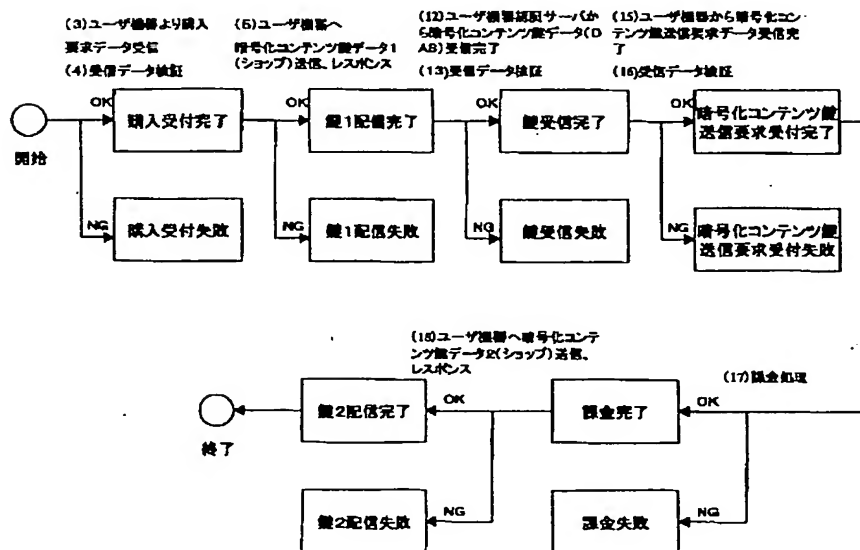 (3)ユーザ機器より購入
要求データ受信
(4)受信データ検証
(5)ユーザ機器へ
暗号化コンテンツ鍵データ1
(ショップ)送信、レスポンス
(12)ユーザ機器認証サーバか
ら暗号化コンテンツ鍵データ(D
AS)受信完了
(13)受信データ検証
(15)ユーザ機器から暗号化コン
テンツ鍵送信要求データ受信完
了
(16)受信データ検証
開始
OK
購入受付完了
OK
鍵1配信完了
OK
鍵受信完了
OK
暗号化コンテンツ鍵
送信要求受付完了
NG
購入受付失敗
NG
鍵1配信失敗
NG
鍵受信失敗
NG
暗号化コンテンツ鍵
送信要求受付失敗
(18)ユーザ機器へ暗号化コンテ
ンツ鍵データ2(ショップ)送信、
レスポンス
(17)課金処理
終了
鍵2配信完了
OK
課金完了
OK
鍵2配信失敗
NG
課金失敗
NG